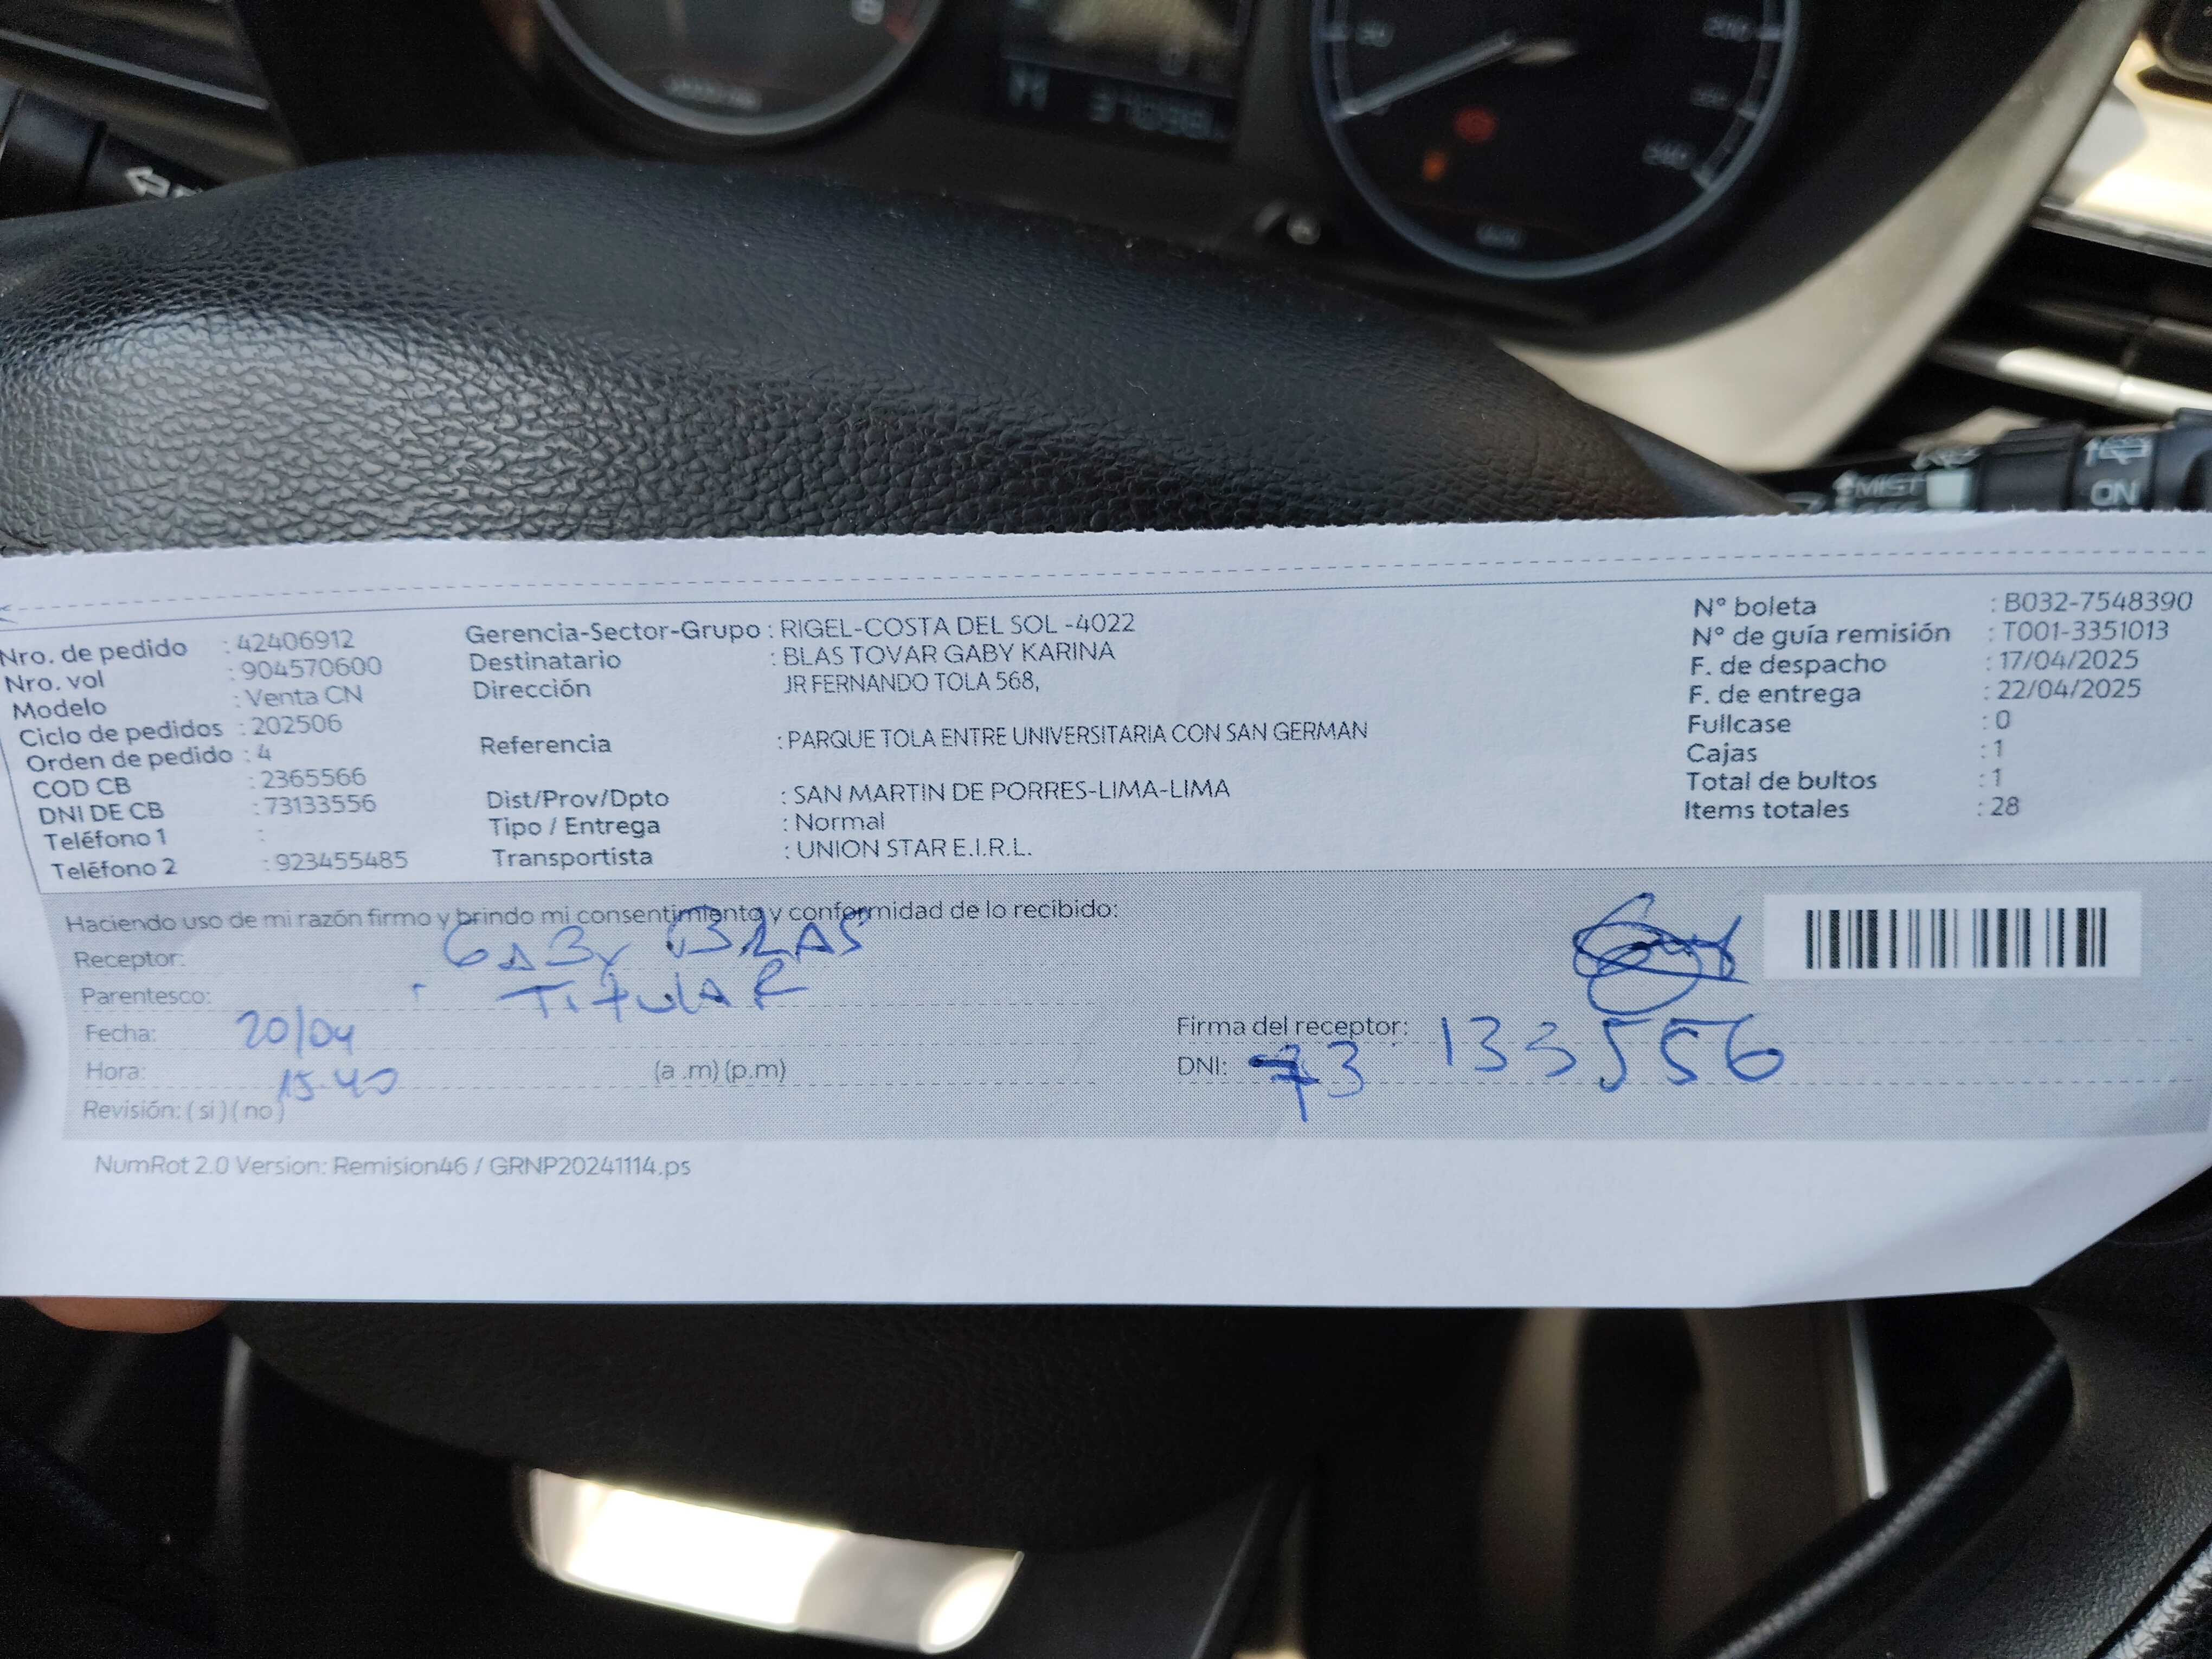 MIST
ON
Nro. de pedido : 42406912
Nro. vol : 904570600
Modelo : Venta CN
Ciclo de pedidos : 202506
Orden de pedido : 4
COD CB : 2365566
DNI DE CB : 73133556
Teléfono 1 :
Teléfono 2 : 923455485
Gerencia-Sector-Grupo : RIGEL-COSTA DEL SOL -4022
Destinatario : BLAS TOVAR GABY KARINA
Dirección JR FERNANDO TOLA 568,
Referencia : PARQUE TOLA ENTRE UNIVERSITARIA CON SAN GERMAN
Dist/Prov/Dpto : SAN MARTIN DE PORRES-LIMA-LIMA
Tipo / Entrega : Normal
Transportista : UNION STAR E.I.R.L.
N° boleta : B032-7548390
N° de guía remisión : T001-3351013
F. de despacho : 17/04/2025
F. de entrega : 22/04/2025
Fullcase : 0
Cajas : 1
Total de bultos : 1
Items totales : 28
Haciendo uso de mi razón firmo y brindo mi consentimiento y conformidad de lo recibido:
Receptor: GABy BLAS
Parentesco: TitulaR
Fecha: 20/04
Hora: 15:40 (a .m) (p.m)
Revisión: ( si ) ( no )
Firma del receptor:
DNI: 73133556
NumRot 2.0 Version: Remision46 / GRNP20241114.ps